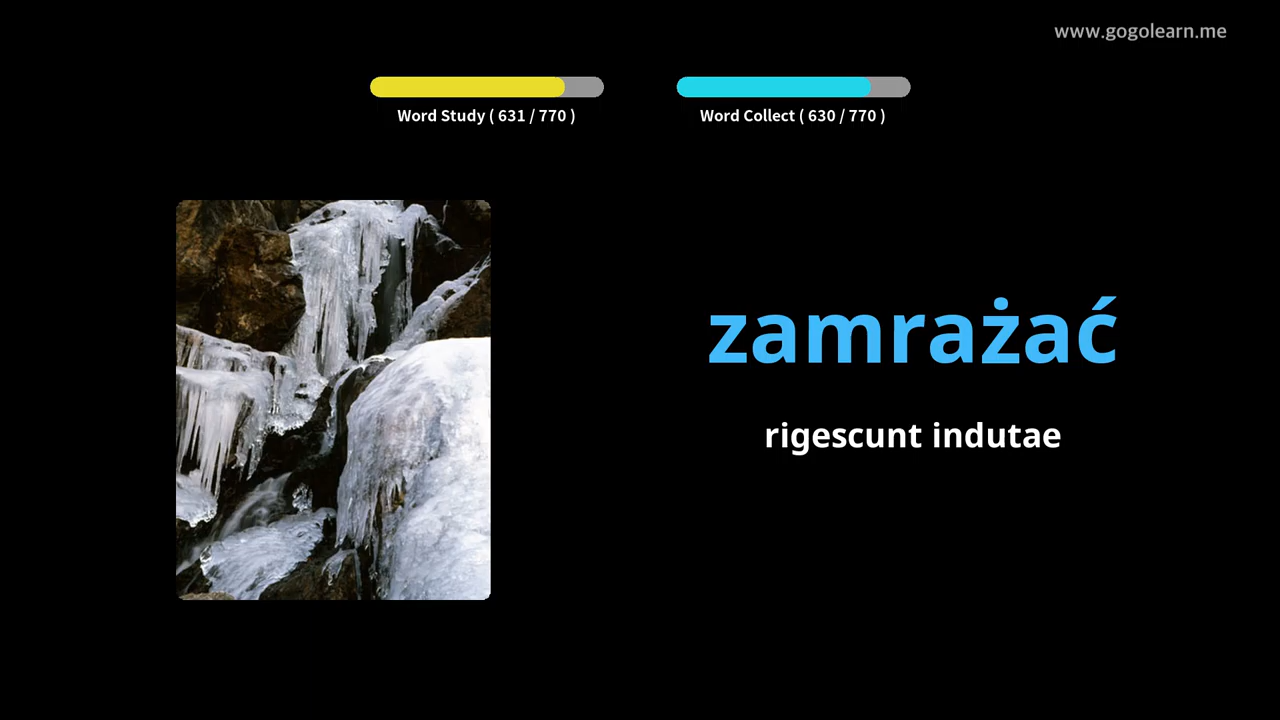 www.gogolearn.me
Word Study ( 631 / 770 )
Word Collect ( 630 / 770 )
zamrażać
rigescunt indutae